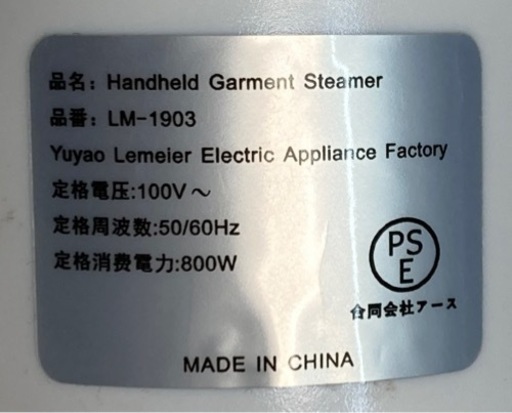 品名: Handheld Garment Steamer
品番: LM-1903
Yuyao Lemeier Electric Appliance Factory
定格電圧:100V～
定格周波数:50/60Hz
定格消費電力:800W
PS
E
合同会社アース
MADE IN CHINA